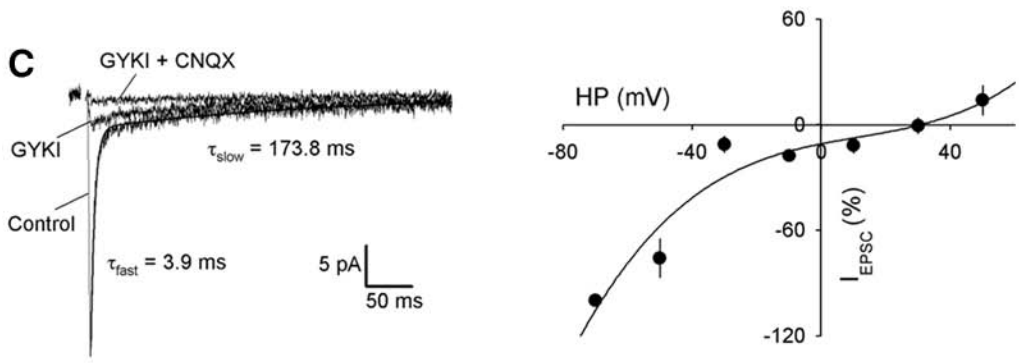 C
GYKI + CNQX
GYKI
τslow = 173.8 ms
Control
τfast = 3.9 ms
5 pA
50 ms
60
HP (mV)
0
-80
-40
0
40
-60
IEPSC (%)
-120